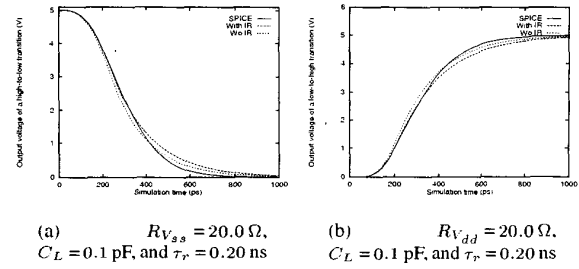 SPICE
With IR
Wo IR
Output voltage of a high-to-low transition (V)
5
4
3
2
1
0
0 200 400 600 800 1000
Simulation time (ps)
SPICE
With IR
Wo IR
Output voltage of a low-to-high transition (V)
6
5
4
3
2
1
0
0 200 400 600 800 1000
Simulation time (ps)
(a) R_{V_{ss}} = 20.0 Ω,
C_L = 0.1 pF, and τ_r = 0.20 ns
(b) R_{V_{dd}} = 20.0 Ω,
C_L = 0.1 pF, and τ_r = 0.20 ns